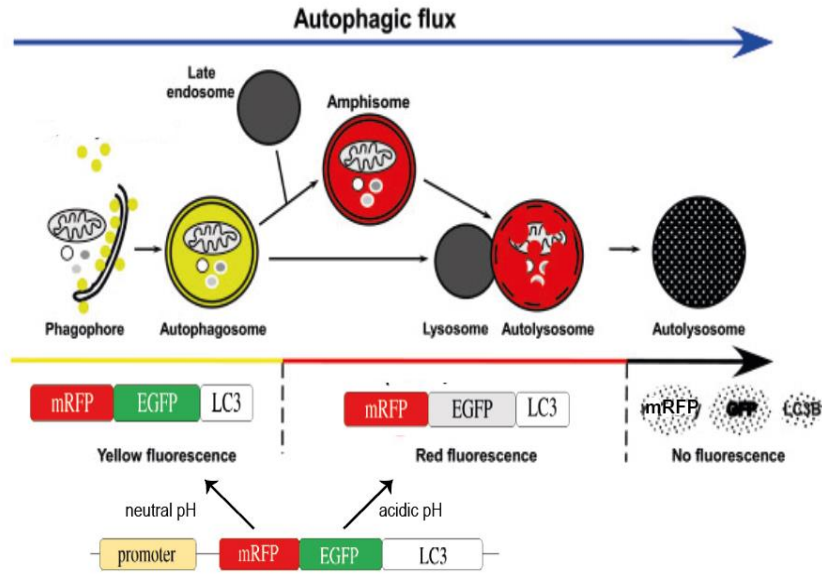 Autophagic flux
Late
endosome
Amphisome
Phagophore
Autophagosome
Lysosome
Autolysosome
Autolysosome
mRFP EGFP LC3
mRFP EGFP LC3
mRFP GFP LC3B
Yellow fluorescence
Red fluorescence
No fluorescence
neutral pH
acidic pH
promoter mRFP EGFP LC3